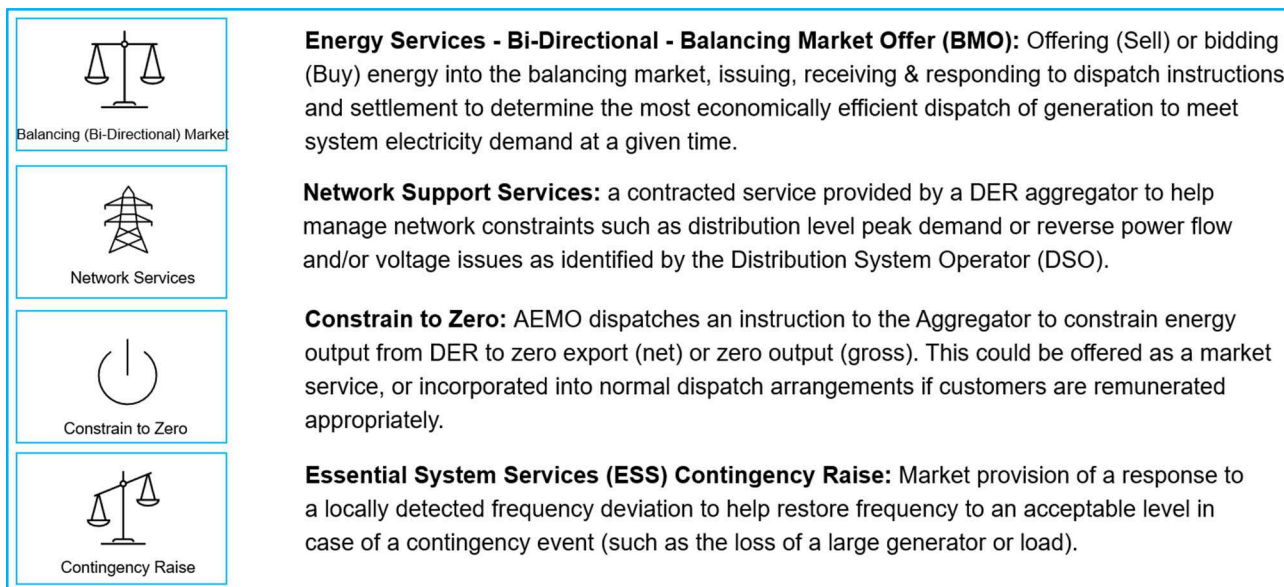 Balancing (Bi-Directional) Market
Energy Services - Bi-Directional - Balancing Market Offer (BMO): Offering (Sell) or bidding
(Buy) energy into the balancing market, issuing, receiving & responding to dispatch instructions
and settlement to determine the most economically efficient dispatch of generation to meet
system electricity demand at a given time.
Network Services
Network Support Services: a contracted service provided by a DER aggregator to help
manage network constraints such as distribution level peak demand or reverse power flow
and/or voltage issues as identified by the Distribution System Operator (DSO).
Constrain to Zero
Constrain to Zero: AEMO dispatches an instruction to the Aggregator to constrain energy
output from DER to zero export (net) or zero output (gross). This could be offered as a market
service, or incorporated into normal dispatch arrangements if customers are remunerated
appropriately.
Contingency Raise
Essential System Services (ESS) Contingency Raise: Market provision of a response to
a locally detected frequency deviation to help restore frequency to an acceptable level in
case of a contingency event (such as the loss of a large generator or load).